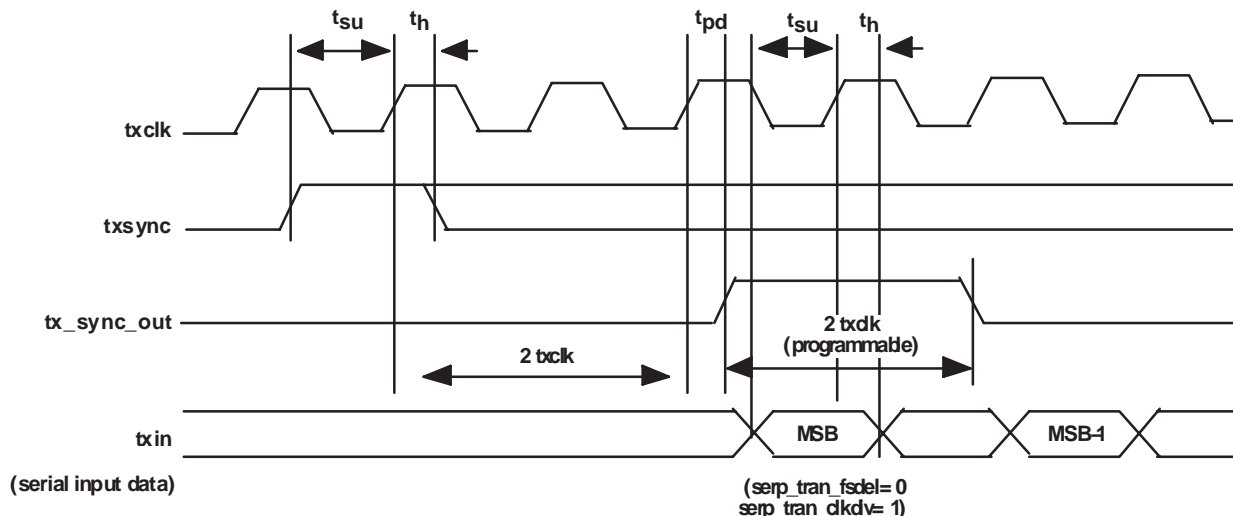 tsu th tpd tsu th
txclk
txsync
tx_sync_out
2 txclk
(programmable)
2 txclk
txin
MSB
MSB-1
(serial input data)
(serp_tran_fsdel= 0
serp_tran_clkdv= 1)